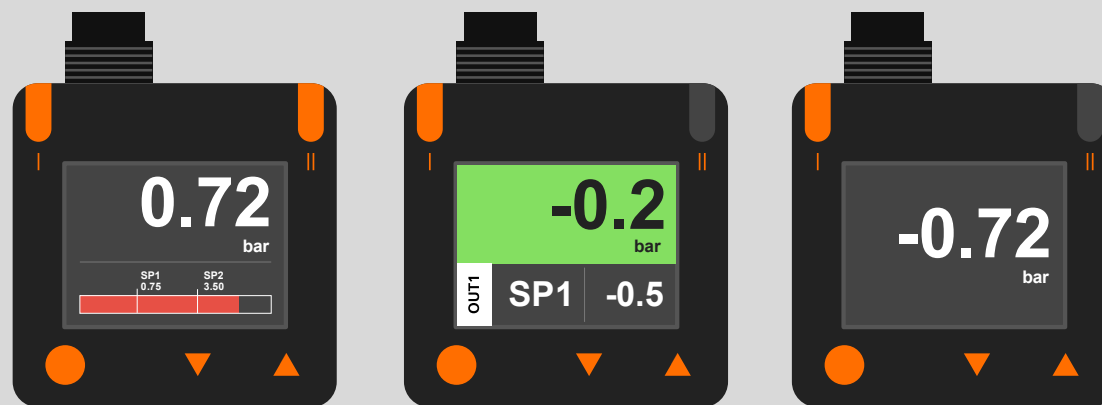 I II
0.72
bar
SP1 SP2
0.75 3.50
I II
-0.2
bar
OUT1 SP1 -0.5
I II
-0.72
bar